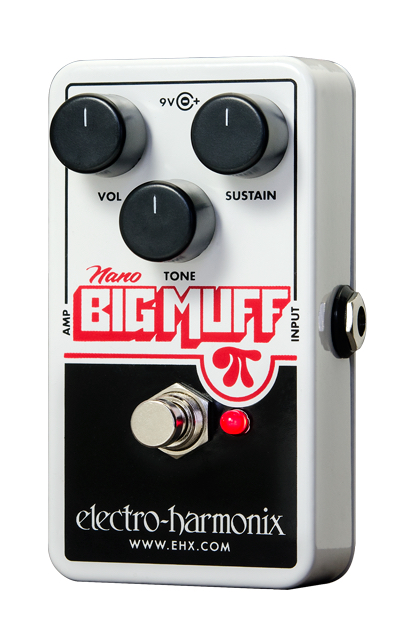 9V +
VOL
SUSTAIN
TONE
Nano
BIG MUFF
π
AMP
INPUT
electro-harmonix
WWW.EHX.COM